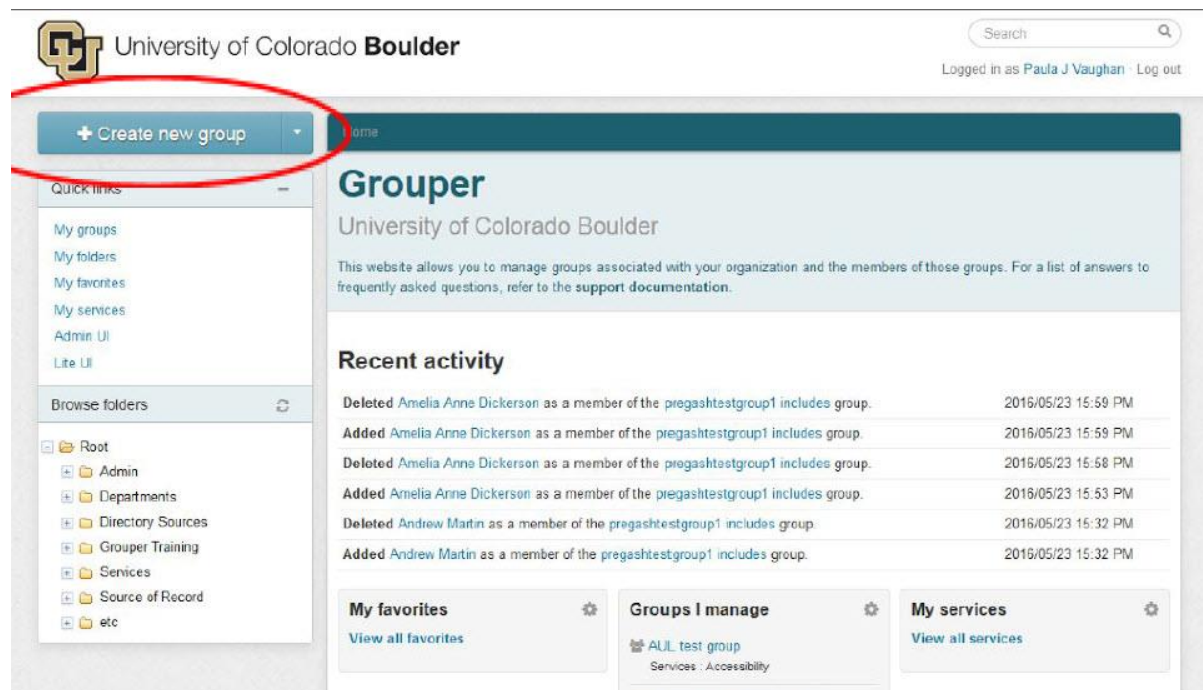 University of Colorado Boulder
Search
Logged in as Paula J Vaughan · Log out
+ Create new group
Home
Quick links
My groups
My folders
My favorites
My services
Admin UI
Lite UI
Browse folders
Root
Admin
Departments
Directory Sources
Grouper Training
Services
Source of Record
etc
Grouper
University of Colorado Boulder
This website allows you to manage groups associated with your organization and the members of those groups. For a list of answers to
frequently asked questions, refer to the support documentation.
Recent activity
Deleted Amelia Anne Dickerson as a member of the pregashtestgroup1 includes group. 2016/05/23 15:59 PM
Added Amelia Anne Dickerson as a member of the pregashtestgroup1 includes group. 2016/05/23 15:59 PM
Deleted Amelia Anne Dickerson as a member of the pregashtestgroup1 includes group. 2016/05/23 15:58 PM
Added Amelia Anne Dickerson as a member of the pregashtestgroup1 includes group. 2016/05/23 15:53 PM
Deleted Andrew Martin as a member of the pregashtestgroup1 includes group. 2016/05/23 15:32 PM
Added Andrew Martin as a member of the pregashtestgroup1 includes group. 2016/05/23 15:32 PM
My favorites
View all favorites
Groups I manage
AUL test group
Services : Accessibility
My services
View all services